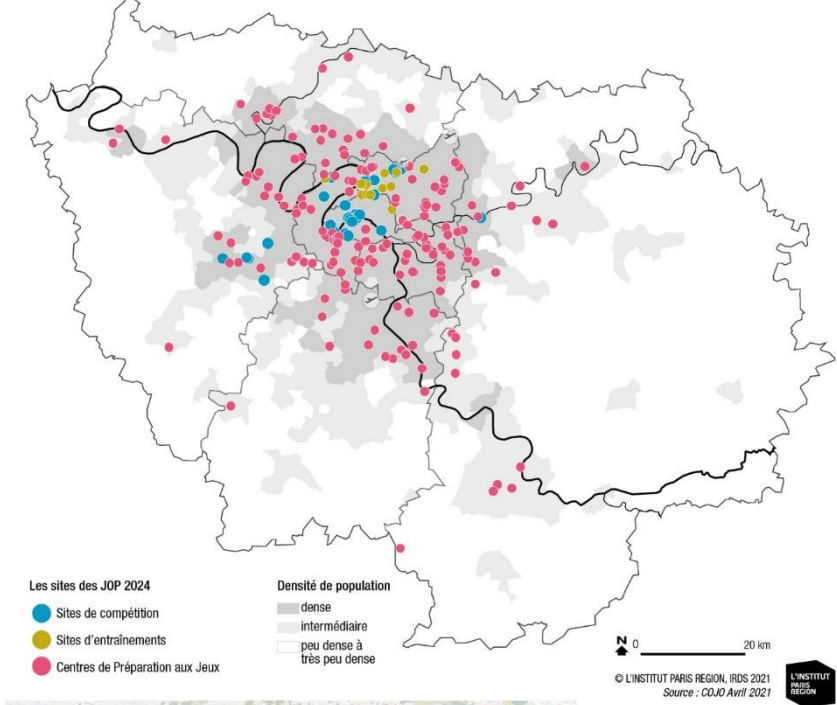 Les sites des JOP 2024
Sites de compétition
Sites d'entraînements
Centres de Préparation aux Jeux
Densité de population
dense
intermédiaire
peu dense à
très peu dense
N 0 20 km
© L'INSTITUT PARIS REGION, IRDS 2021
Source : COJO Avril 2021
L'INSTITUT
PARIS
REGION